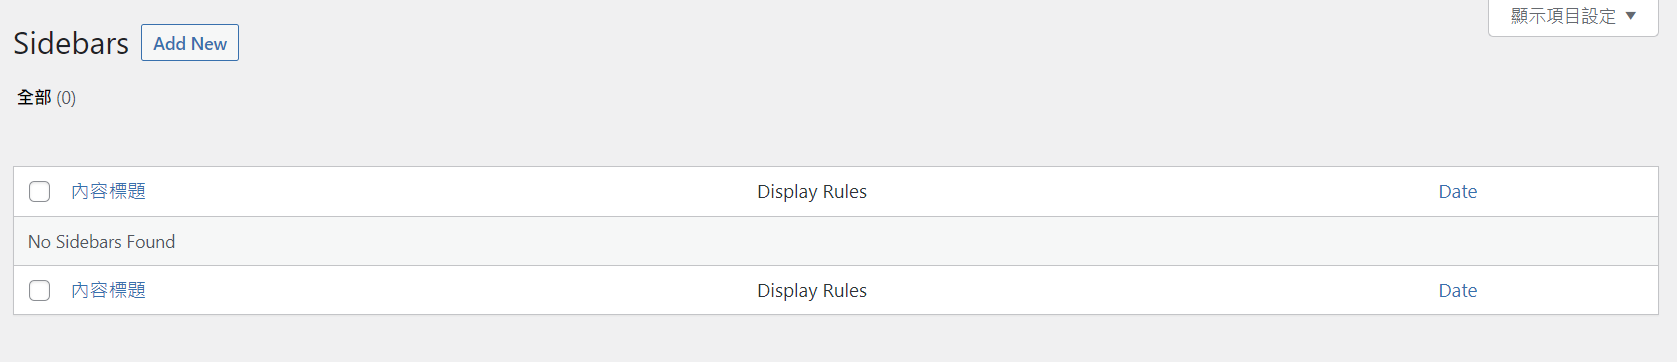 顯示項目設定 ▼
Sidebars Add New
全部 (0)
內容標題 Display Rules Date
No Sidebars Found
內容標題 Display Rules Date